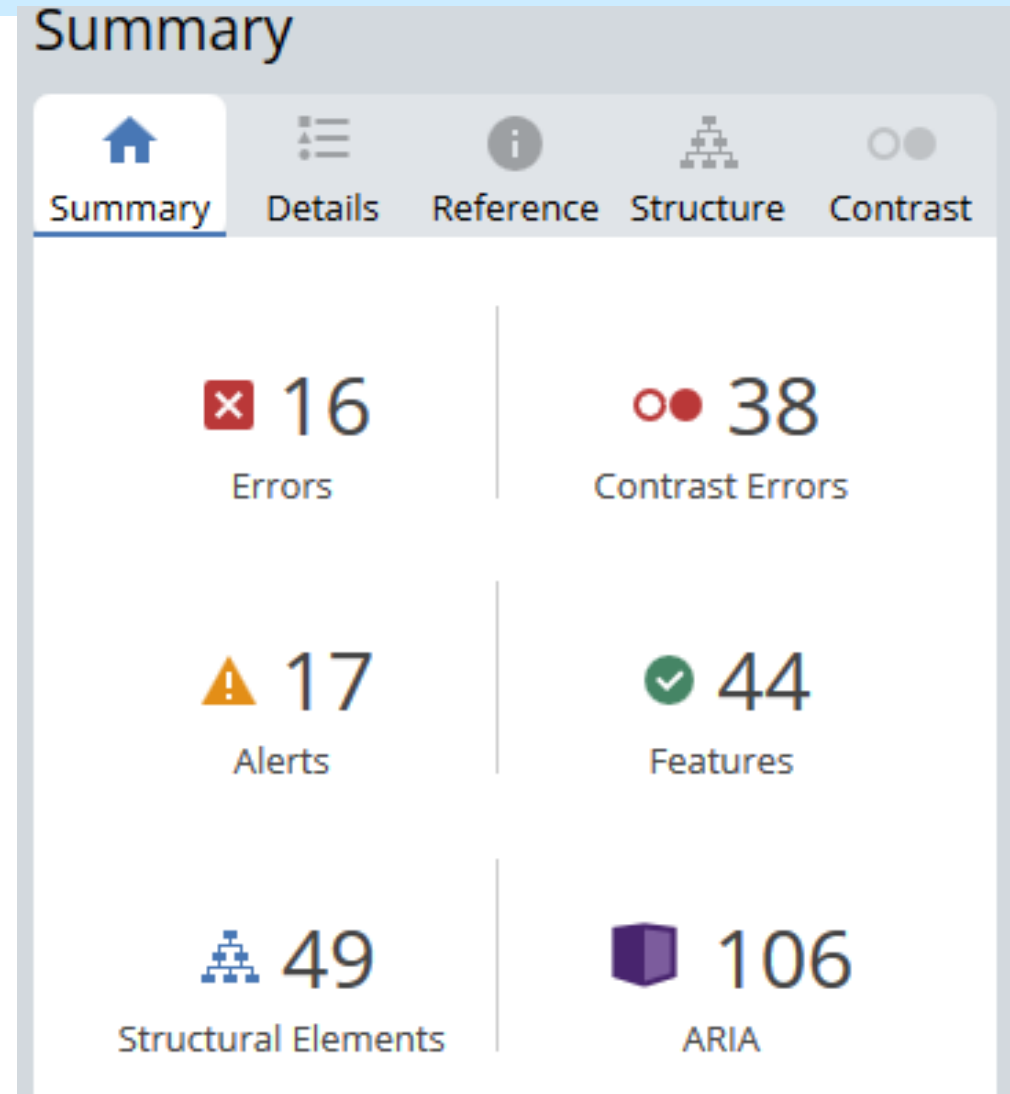 Summary
Summary Details Reference Structure Contrast
16 38
Errors Contrast Errors
17 44
Alerts Features
49 106
Structural Elements ARIA